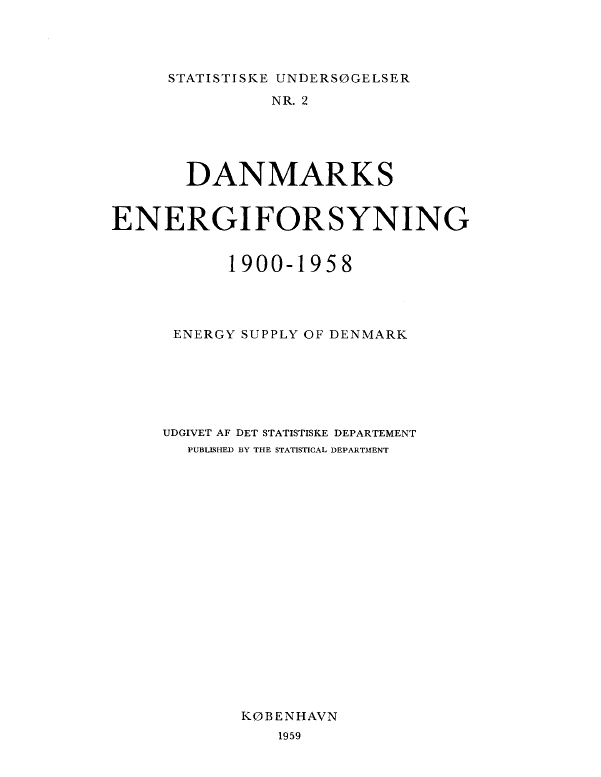 STATISTISKE UNDERSØGELSER
NR. 2
DANMARKS
ENERGIFORSYNING
1900-1958
ENERGY SUPPLY OF DENMARK
UDGIVET AF DET STATISTISKE DEPARTEMENT
PUBLISHED BY THE STATISTICAL DEPARTMENT
KØBENHAVN
1959